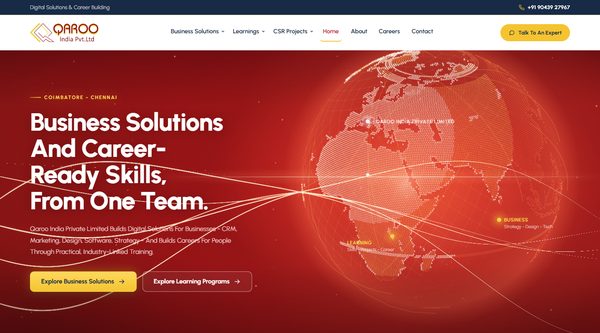 Digital Solutions & Career Building
+91 90439 27967
QAROO
India Pvt.Ltd
Business Solutions
Learnings
CSR Projects
Home
About
Careers
Contact
Talk To An Expert
COIMBATORE - CHENNAI
Business Solutions
And Career-
Ready Skills,
From One Team.
QAROO INDIA PRIVATE LIMITED
Qaroo India Private Limited Builds Digital Solutions For Businesses - CRM,
Marketing, Design, Software, Strategy - And Builds Careers For People
Through Practical, Industry-Linked Training.
BUSINESS
Strategy - Design - Tech
LEARNING
Career
Explore Business Solutions
Explore Learning Programs